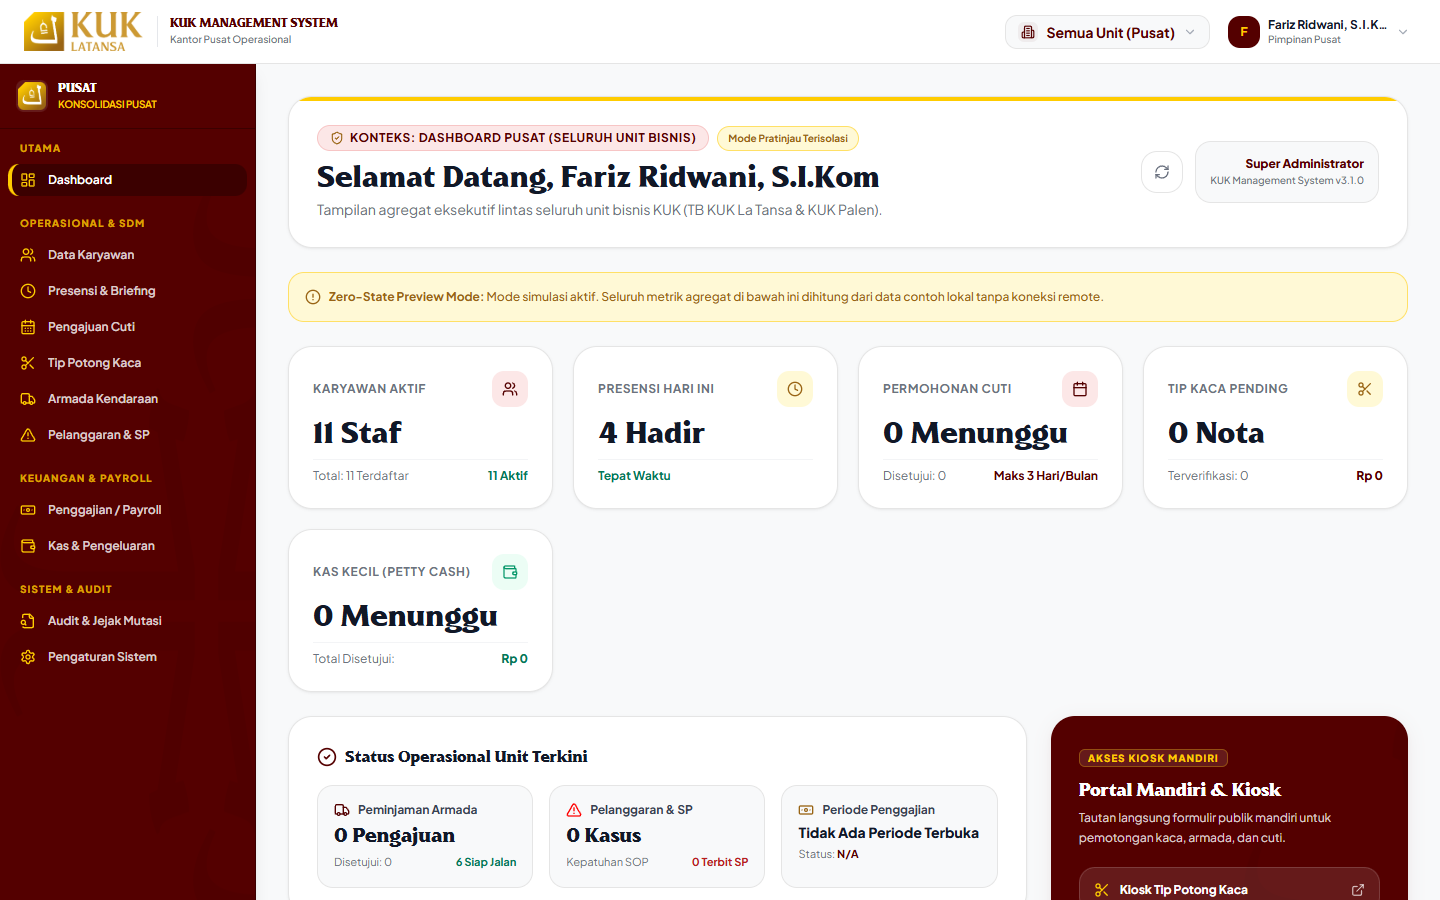 KUK
LATANSA
KUK MANAGEMENT SYSTEM
Kantor Pusat Operasional
Semua Unit (Pusat)
F
Fariz Ridwani, S.I.K...
Pimpinan Pusat
PUSAT
KONSOLIDASI PUSAT
UTAMA
Dashboard
OPERASIONAL & SDM
Data Karyawan
Presensi & Briefing
Pengajuan Cuti
Tip Potong Kaca
Armada Kendaraan
Pelanggaran & SP
KEUANGAN & PAYROLL
Penggajian / Payroll
Kas & Pengeluaran
SISTEM & AUDIT
Audit & Jejak Mutasi
Pengaturan Sistem
KONTEKS: DASHBOARD PUSAT (SELURUH UNIT BISNIS)
Mode Pratinjau Terisolasi
Selamat Datang, Fariz Ridwani, S.I.Kom
Tampilan agregat eksekutif lintas seluruh unit bisnis KUK (TB KUK La Tansa & KUK Palen).
Super Administrator
KUK Management System v3.1.0
Zero-State Preview Mode: Mode simulasi aktif. Seluruh metrik agregat di bawah ini dihitung dari data contoh lokal tanpa koneksi remote.
KARYAWAN AKTIF
11 Staf
Total: 11 Terdaftar
11 Aktif
PRESENSI HARI INI
4 Hadir
Tepat Waktu
PERMOHONAN CUTI
0 Menunggu
Disetujui: 0
Maks 3 Hari/Bulan
TIP KACA PENDING
0 Nota
Terverifikasi: 0
Rp 0
KAS KECIL (PETTY CASH)
0 Menunggu
Total Disetujui:
Rp 0
Status Operasional Unit Terkini
Peminjaman Armada
0 Pengajuan
Disetujui: 0
6 Siap Jalan
Pelanggaran & SP
0 Kasus
Kepatuhan SOP
0 Terbit SP
Periode Penggajian
Tidak Ada Periode Terbuka
Status: N/A
AKSES KIOSK MANDIRI
Portal Mandiri & Kiosk
Tautan langsung formulir publik mandiri untuk
pemotongan kaca, armada, dan cuti.
Kiosk Tip Potong Kaca